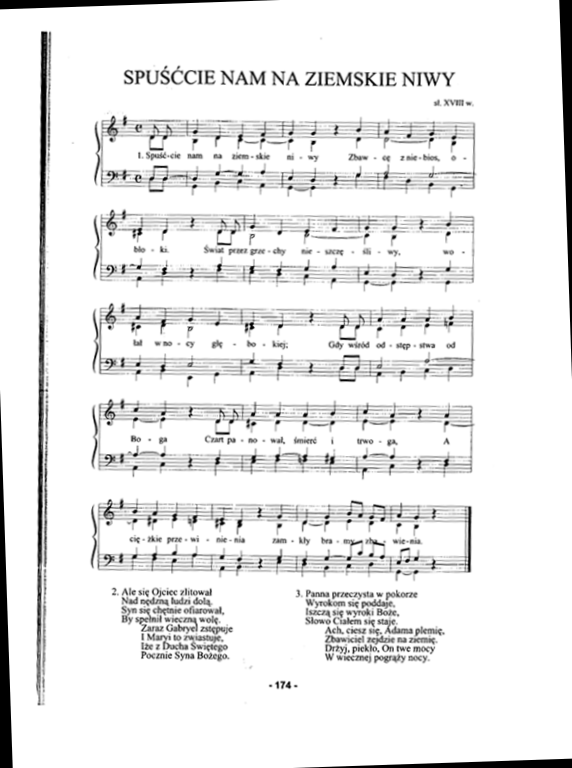 SPUŚĆCIE NAM NA ZIEMSKIE NIWY
sł. XVIII w.
1. Spuść-cie nam na ziem-skie ni-wy Zbaw-cę z nie-bios, o-
bło-ki. Świat przez grze-chy nie-szczę-śli-wy, wo-
łał w no-cy głę-bo-kiej; Gdy wśród od-stęp-stwa od
Bo-ga Czart pa-no-wał, śmierć i trwo-ga, A
cię-żkie prze-wi-nie-nia zam-kły bra-my zba-wie-nia.
2. Ale się Ojciec zlitował
Nad nędzną ludzi dolą.
Syn się chętnie ofiarował,
By spełnił wieczną wolę.
Zaraz Gabryel zstępuje
I Maryi to zwiastuje,
Iże z Ducha Świętego
Pocznie Syna Bożego.
3. Panna przeczysta w pokorze
Wyrokom się poddaje,
Iszczą się wyroki Boże,
Słowo Ciałem się staje.
Ach, ciesz się, Adama plemię,
Zbawiciel zejdzie na ziemię.
Drżyj, piekło, On twe mocy
W wiecznej pogrąży nocy.
- 174 -